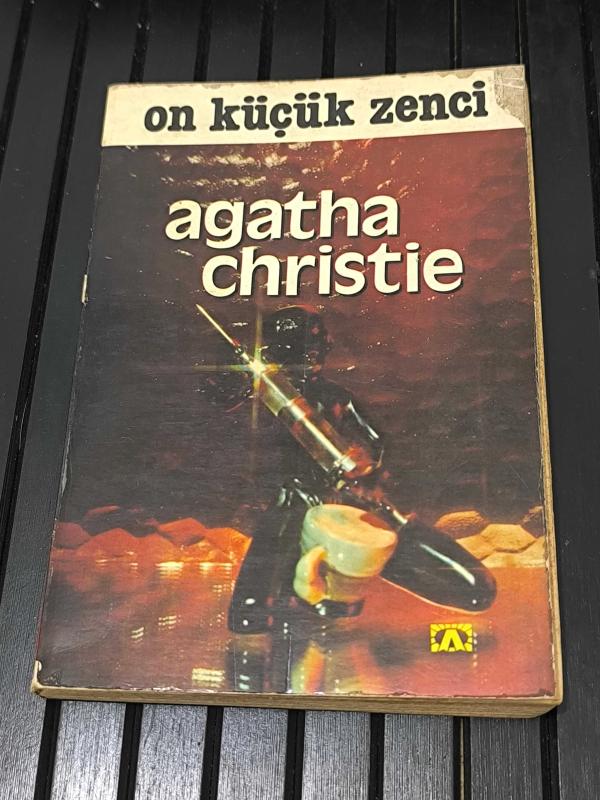 on küçük zenci
agatha
christie
A